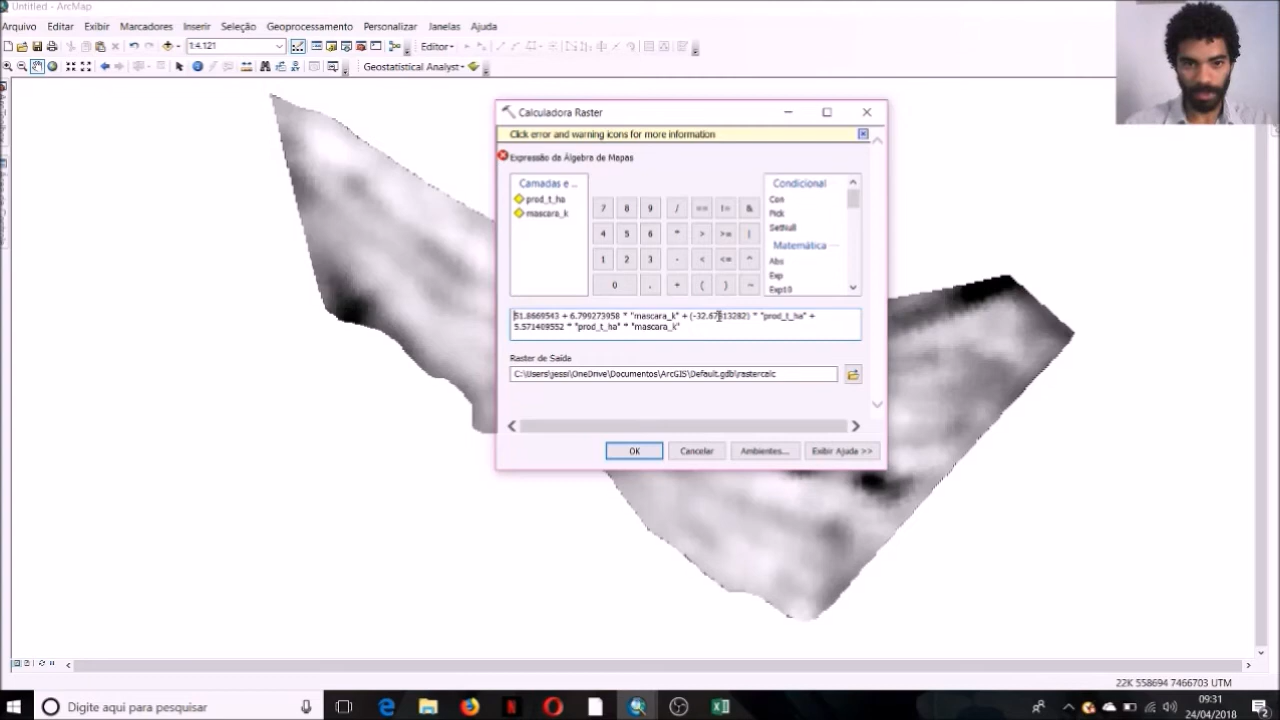 Untitled - ArcMap
Arquivo Editar Exibir Marcadores Inserir Seleção Geoprocessamento Personalizar Janelas Ajuda
1:4.121 Editor
Geostatistical Analyst
Calculadora Raster
Click error and warning icons for more information
Expressão da Álgebra de Mapas
Camadas e ...
prod_t_ha
mascara_k
7 8 9 / == != &
4 5 6 * > >= |
1 2 3 - < <= ^
0 . + ( ) ~
Condicional
Con
Pick
SetNull
Matemática
Abs
Exp
Exp10
51.8669543 + 6.799273958 * "mascara_k" + (-32.67 13282) * "prod_t_ha" +
5.571409552 * "prod_t_ha" * "mascara_k"
Raster de Saída
C:\Users\jessi\OneDrive\Documentos\ArcGIS\Default.gdb\rastercalc
OK Cancelar Ambientes... Exibir Ajuda >>
22K 558694 7466703 UTM
Digite aqui para pesquisar
09:31
24/04/2018
2